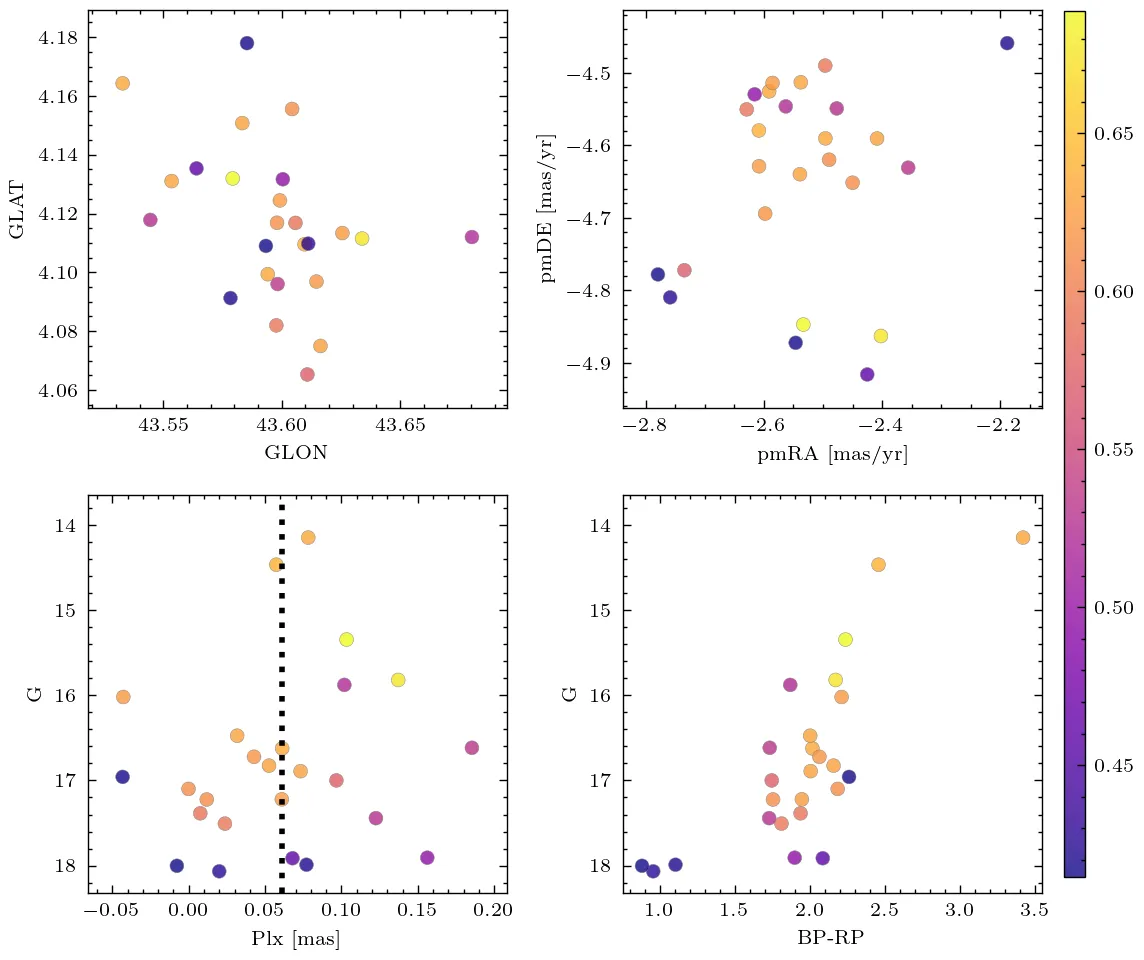 4.18
4.16
4.14
4.12
4.10
4.08
4.06
GLAT
43.55 43.60 43.65
GLON
−4.5
−4.6
−4.7
−4.8
−4.9
pmDE [mas/yr]
−2.8 −2.6 −2.4 −2.2
pmRA [mas/yr]
0.65
0.60
0.55
0.50
0.45
14
15
16
17
18
G
−0.05 0.00 0.05 0.10 0.15 0.20
Plx [mas]
14
15
16
17
18
G
1.0 1.5 2.0 2.5 3.0 3.5
BP-RP